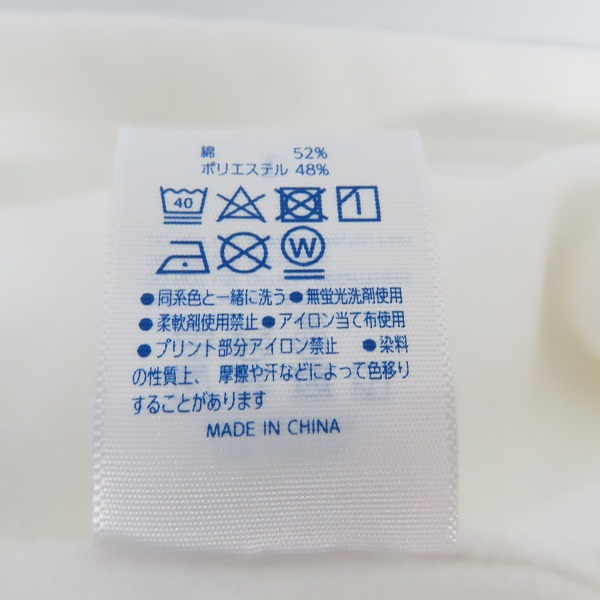 綿 52%
ポリエステル 48%
40
W
●同系色と一緒に洗う ●無蛍光洗剤使用
●柔軟剤使用禁止 ●アイロン当て布使用
●プリント部分アイロン禁止 ●染料
の性質上、摩擦や汗などによって色移り
することがあります
MADE IN CHINA